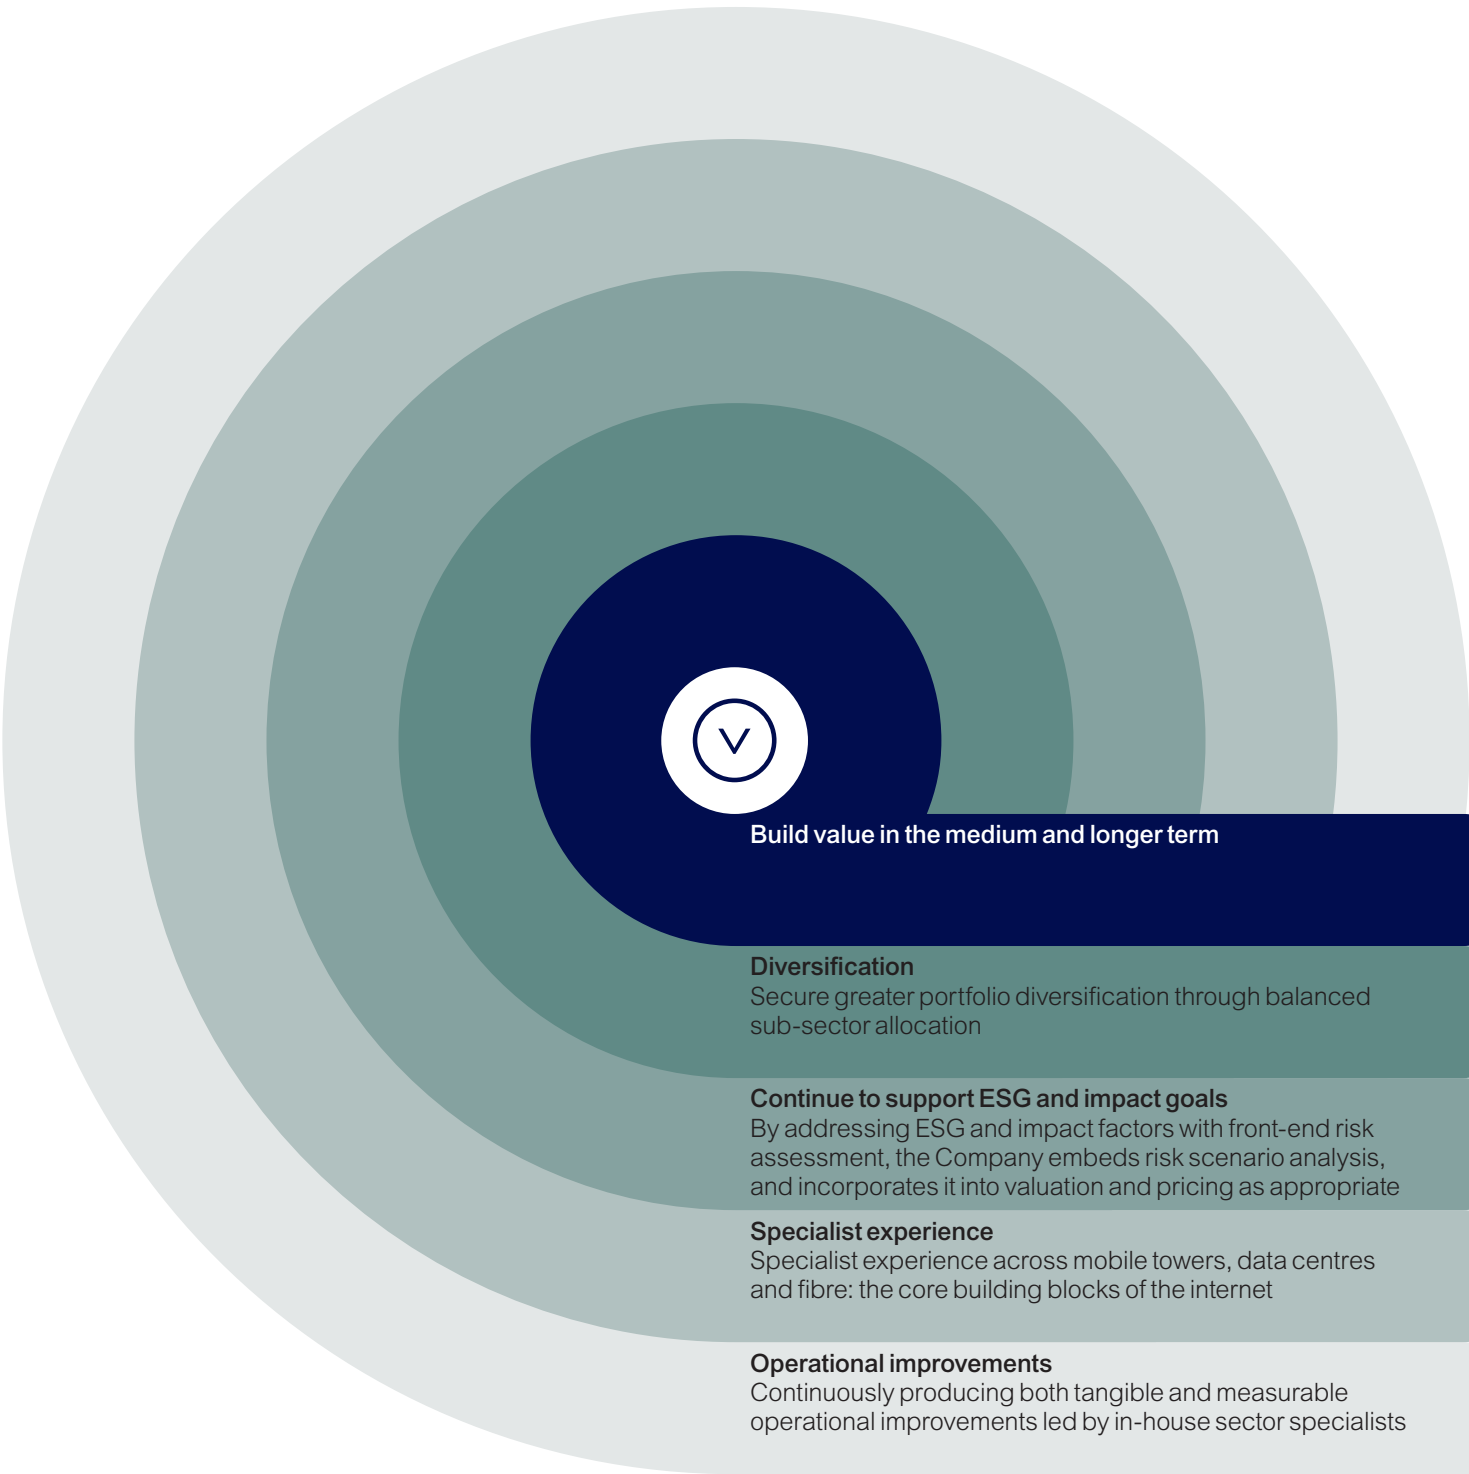 V
Build value in the medium and longer term
Diversification
Secure greater portfolio diversification through balanced
sub-sector allocation
Continue to support ESG and impact goals
By addressing ESG and impact factors with front-end risk
assessment, the Company embeds risk scenario analysis,
and incorporates it into valuation and pricing as appropriate
Specialist experience
Specialist experience across mobile towers, data centres
and fibre: the core building blocks of the internet
Operational improvements
Continuously producing both tangible and measurable
operational improvements led by in-house sector specialists